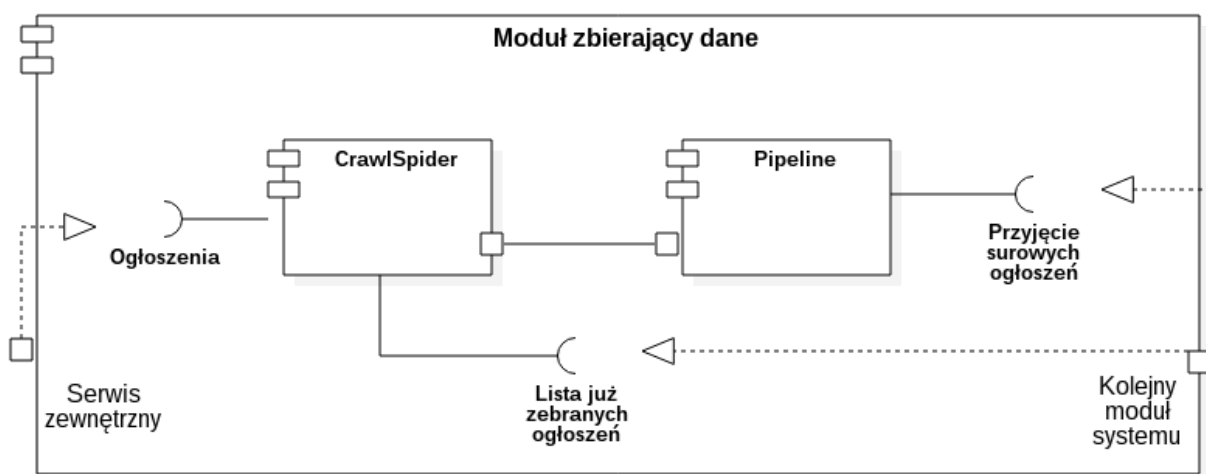 Moduł zbierający dane
CrawlSpider
Pipeline
Ogłoszenia
Przyjęcie
surowych
ogłoszeń
Serwis
zewnętrzny
Lista już
zebranych
ogłoszeń
Kolejny
moduł
systemu